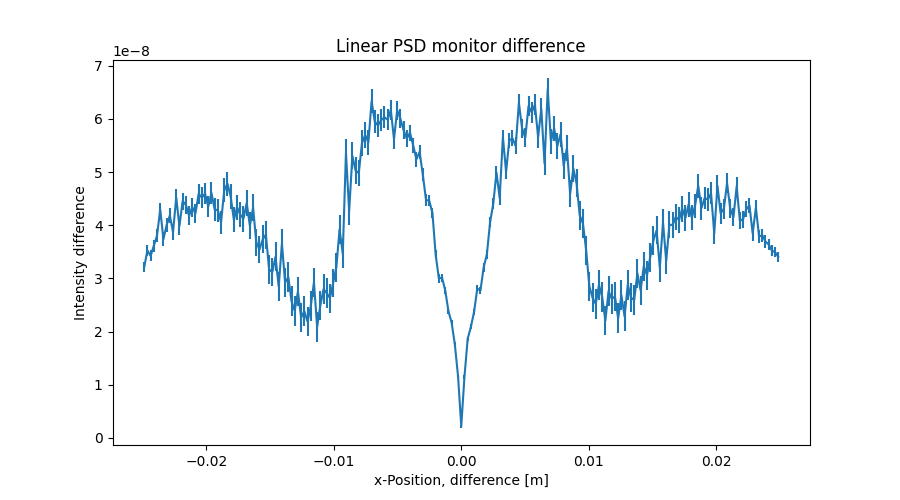 Linear PSD monitor difference
1e−8
7
6
5
4
3
2
1
0
Intensity difference
−0.02 −0.01 0.00 0.01 0.02
x-Position, difference [m]